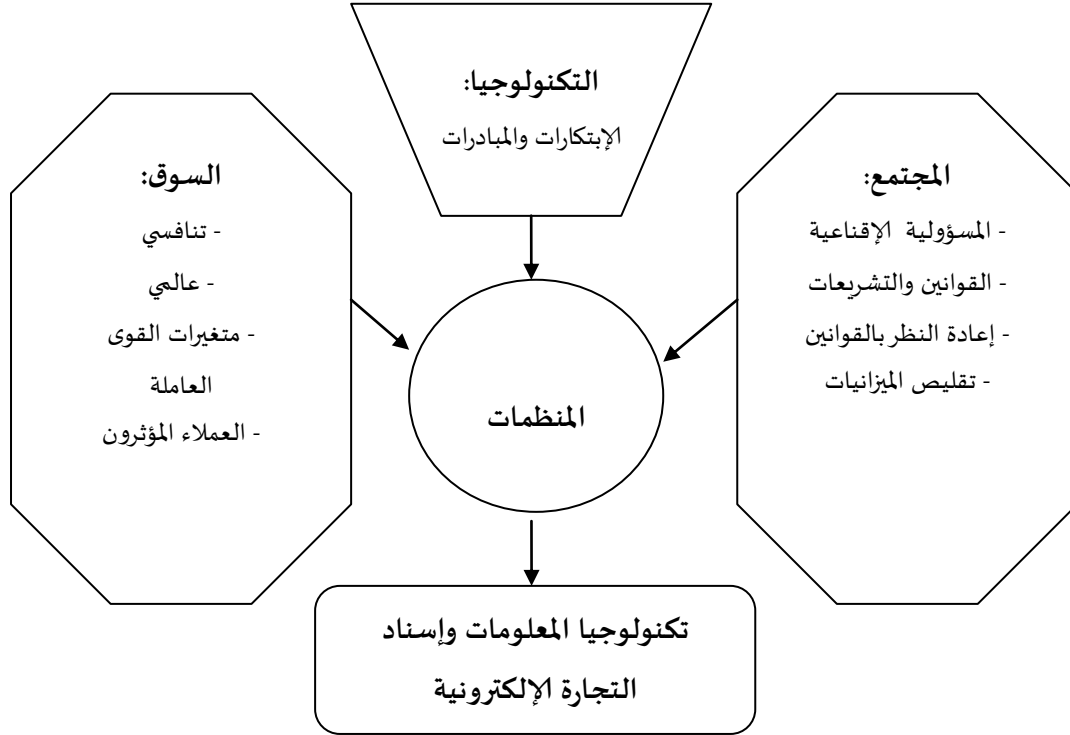 التكنولوجيا:
الإبتكارات والمبادرات
المجتمع:
- المسؤولية الإقناعية
- القوانين والتشريعات
- إعادة النظر بالقوانين
- تقليص الميزانيات
السوق:
- تنافسي
- عالمي
- متغيرات القوى
العاملة
- العملاء المؤثرون
المنظمات
تكنولوجيا المعلومات وإسناد
التجارة الإلكترونية